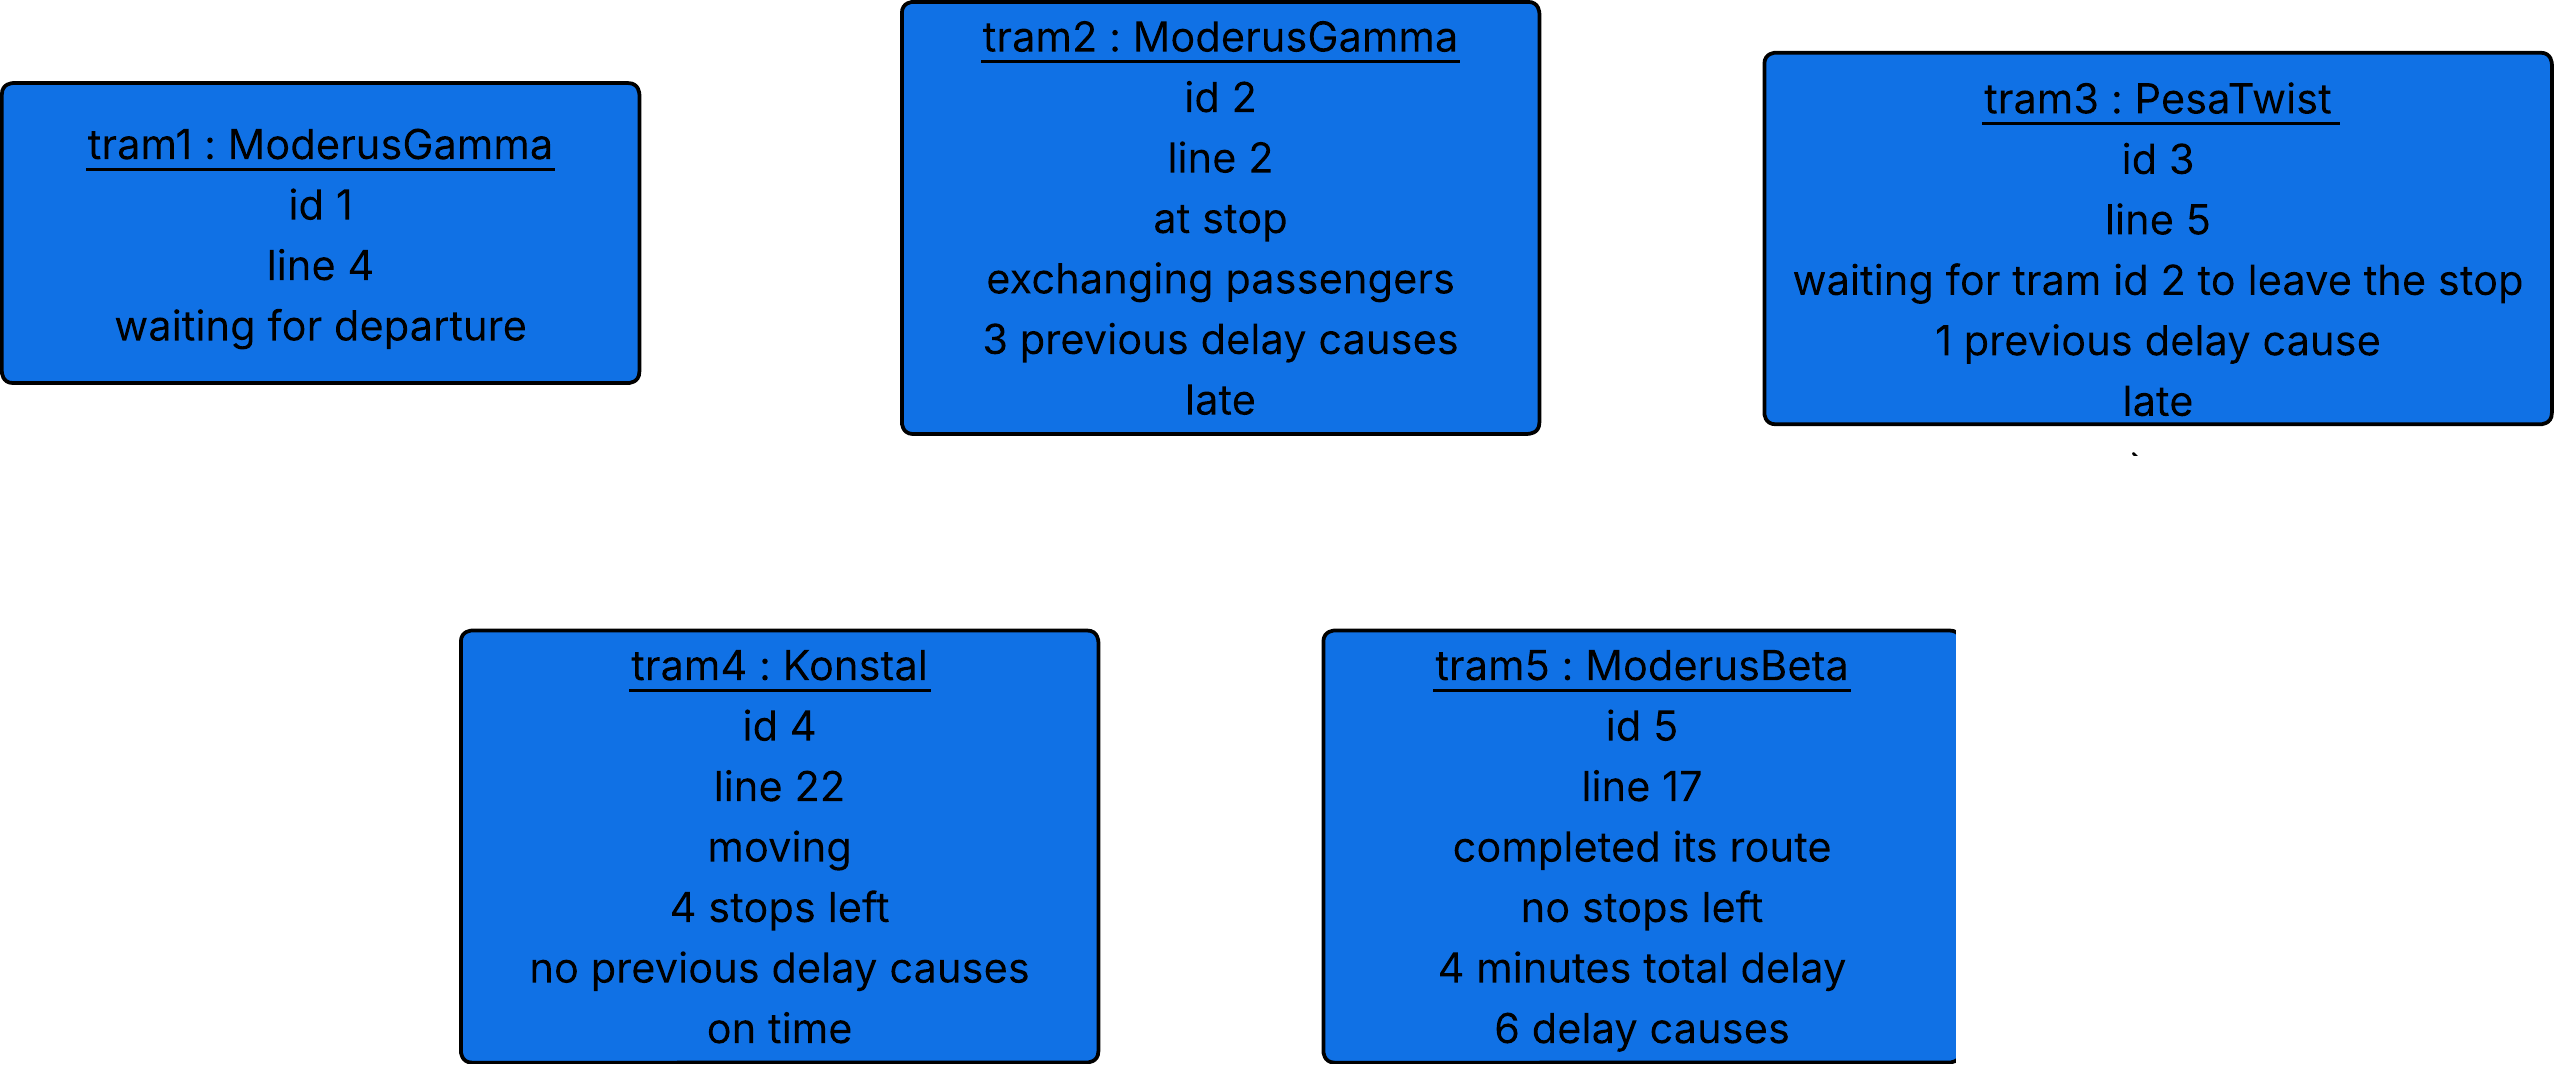 tram1 : ModerusGamma
id 1
line 4
waiting for departure
tram2 : ModerusGamma
id 2
line 2
at stop
exchanging passengers
3 previous delay causes
late
tram3 : PesaTwist
id 3
line 5
waiting for tram id 2 to leave the stop
1 previous delay cause
late
tram4 : Konstal
id 4
line 22
moving
4 stops left
no previous delay causes
on time
tram5 : ModerusBeta
id 5
line 17
completed its route
no stops left
4 minutes total delay
6 delay causes